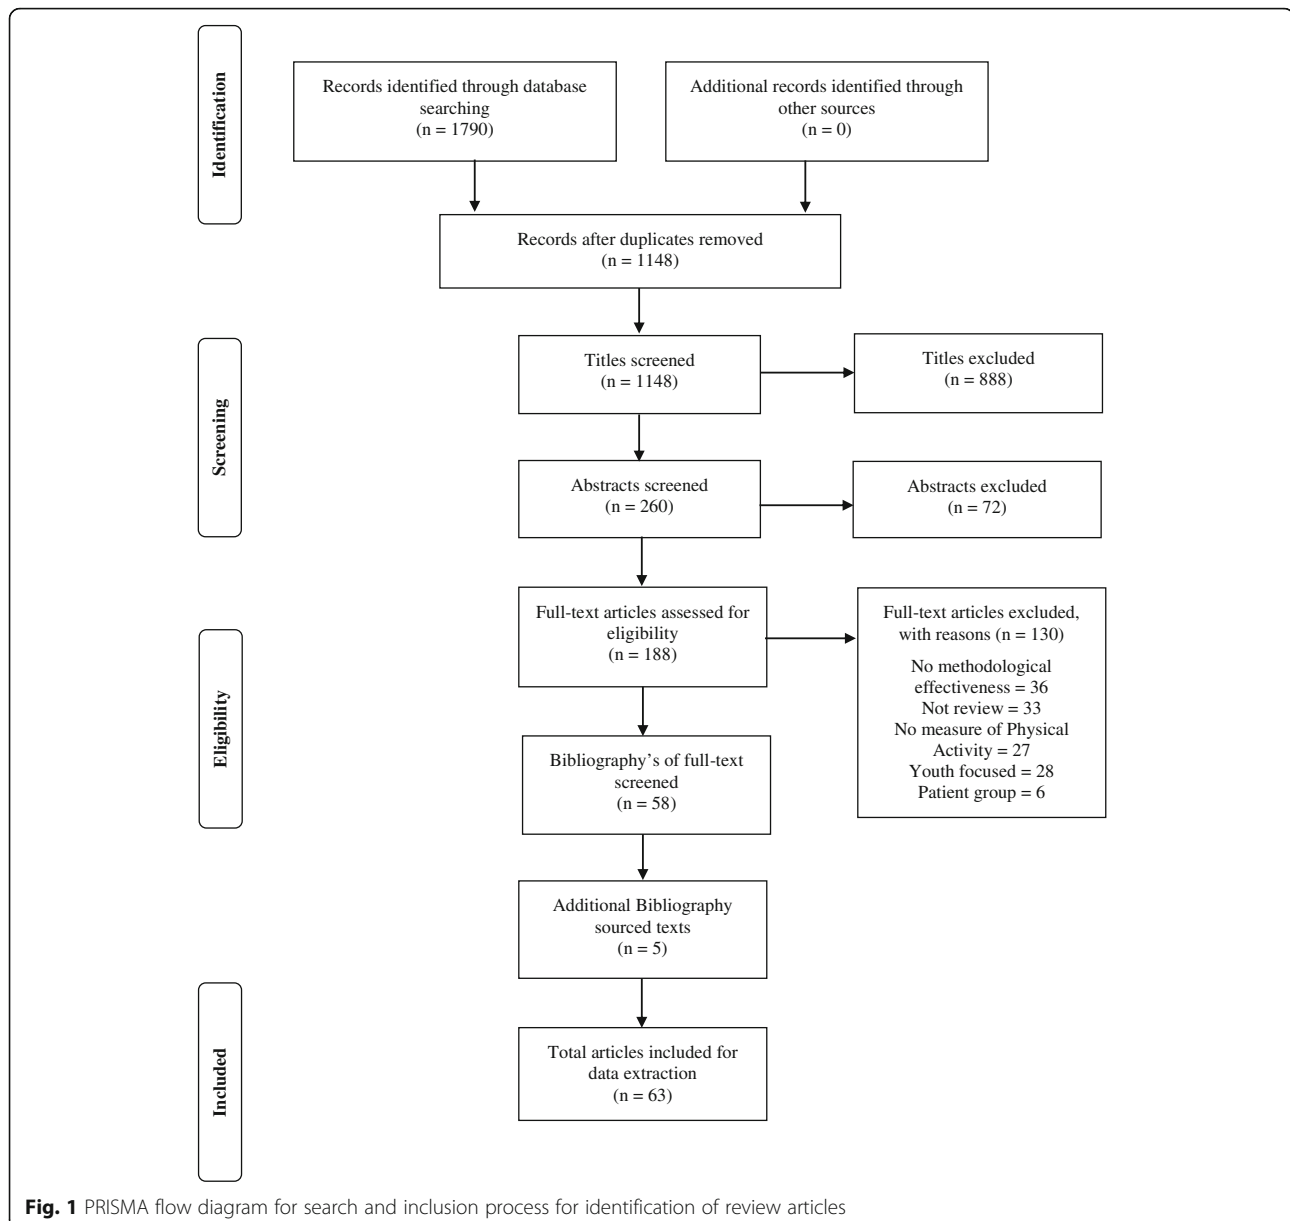 Identification
Records identified through database
searching
(n = 1790)
Additional records identified through
other sources
(n = 0)
Records after duplicates removed
(n = 1148)
Screening
Titles screened
(n = 1148)
Titles excluded
(n = 888)
Abstracts screened
(n = 260)
Abstracts excluded
(n = 72)
Eligibility
Full-text articles assessed for
eligibility
(n = 188)
Full-text articles excluded,
with reasons (n = 130)
No methodological
effectiveness = 36
Not review = 33
No measure of Physical
Activity = 27
Youth focused = 28
Patient group = 6
Bibliography’s of full-text
screened
(n = 58)
Additional Bibliography
sourced texts
(n = 5)
Included
Total articles included for
data extraction
(n = 63)
Fig. 1 PRISMA flow diagram for search and inclusion process for identification of review articles